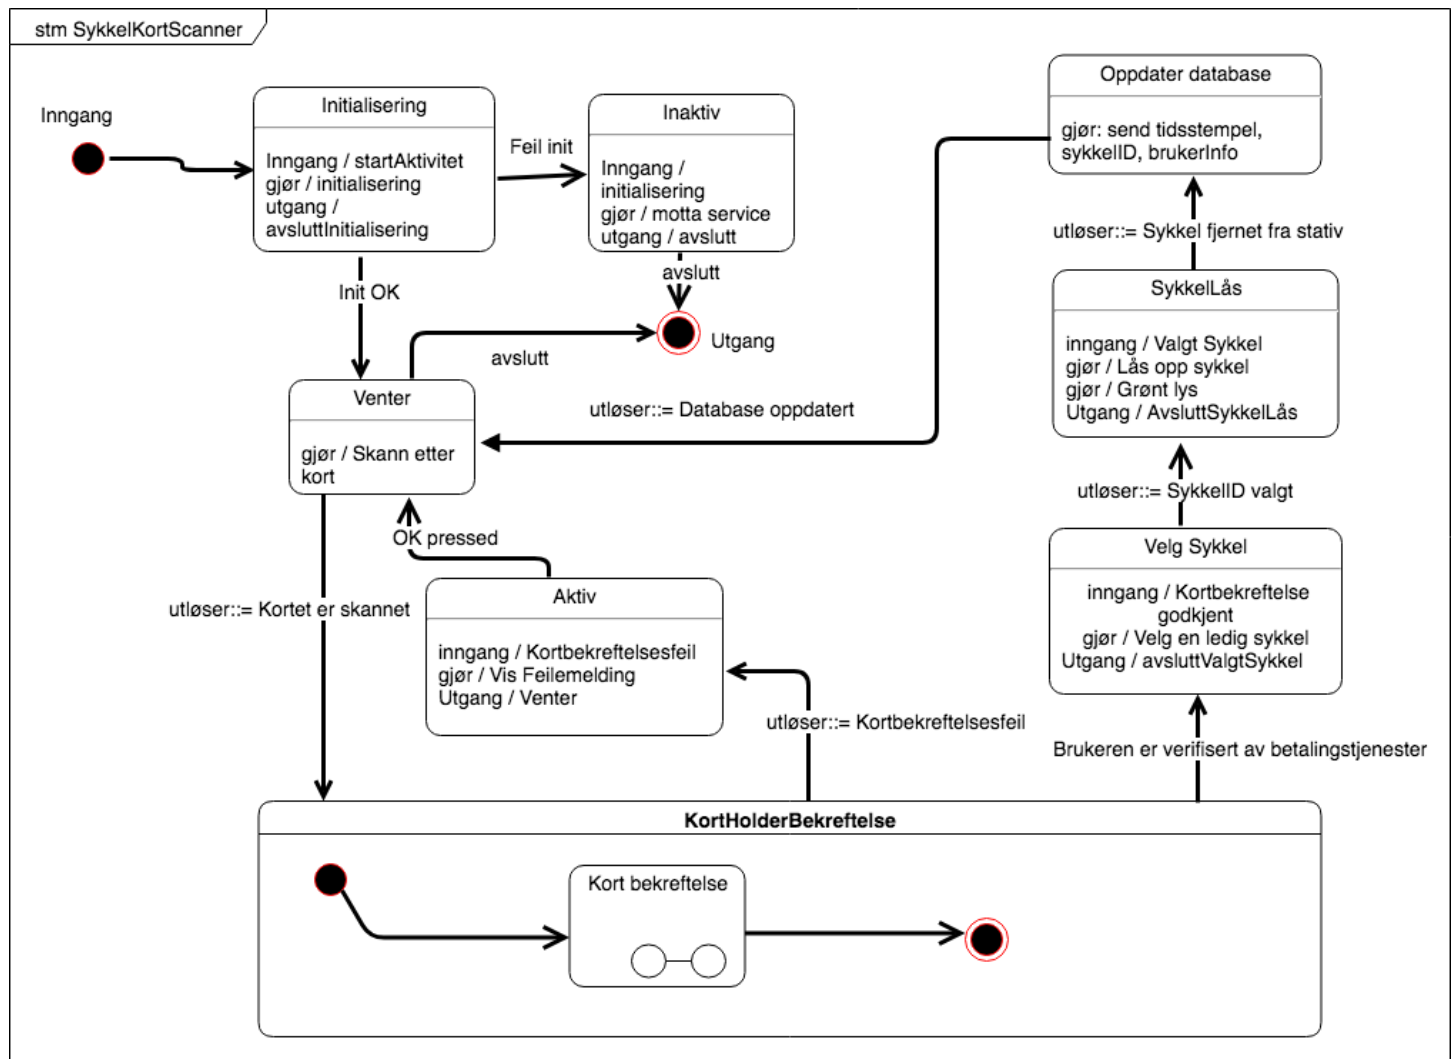 stm SykkelKortScanner
Inngang
Initialisering
Inngang / startAktivitet
gjør / initialisering
utgang /
avsluttInitialisering
Feil init
Inaktiv
Inngang /
initialisering
gjør / motta service
utgang / avslutt
Oppdater database
gjør: send tidsstempel,
sykkelID, brukerInfo
utløser::= Sykkel fjernet fra stativ
Init OK
avslutt
Utgang
avslutt
SykkelLås
inngang / Valgt Sykkel
gjør / Lås opp sykkel
gjør / Grønt lys
Utgang / AvsluttSykkelLås
Venter
gjør / Skann etter
kort
utløser::= Database oppdatert
utløser::= SykkelID valgt
OK pressed
Velg Sykkel
inngang / Kortbekreftelse
godkjent
gjør / Velg en ledig sykkel
Utgang / avsluttValgtSykkel
utløser::= Kortet er skannet
Aktiv
inngang / Kortbekreftelsesfeil
gjør / Vis Feilemelding
Utgang / Venter
utløser::= Kortbekreftelsesfeil
Brukeren er verifisert av betalingstjenester
KortHolderBekreftelse
Kort bekreftelse